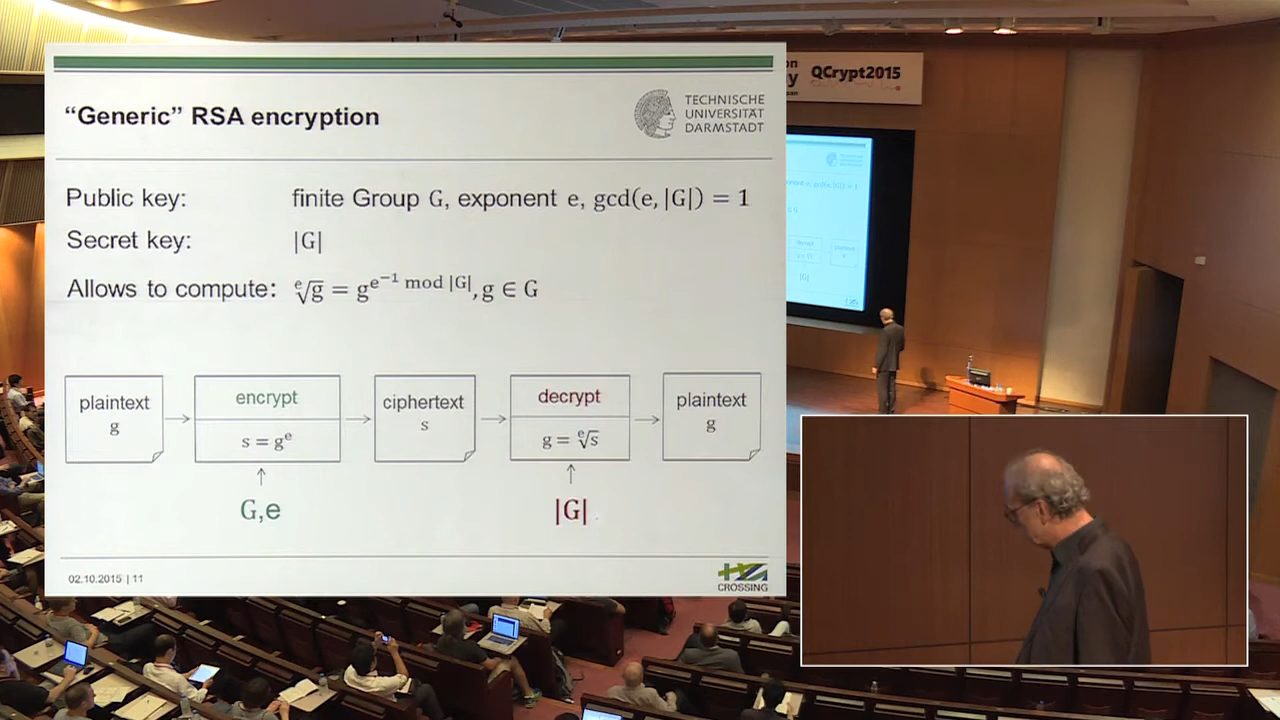 “Generic” RSA encryption
TECHNISCHE
UNIVERSITÄT
DARMSTADT
Public key: finite Group G, exponent e, gcd(e, |G|) = 1
Secret key: |G|
Allows to compute: ᵉ√g = g^(e⁻¹ mod |G|), g ∈ G
plaintext
g
encrypt
s = gᵉ
ciphertext
s
decrypt
g = ᵉ√s
plaintext
g
G,e
|G|
02.10.2015 | 11
CROSSING
QCrypt2015